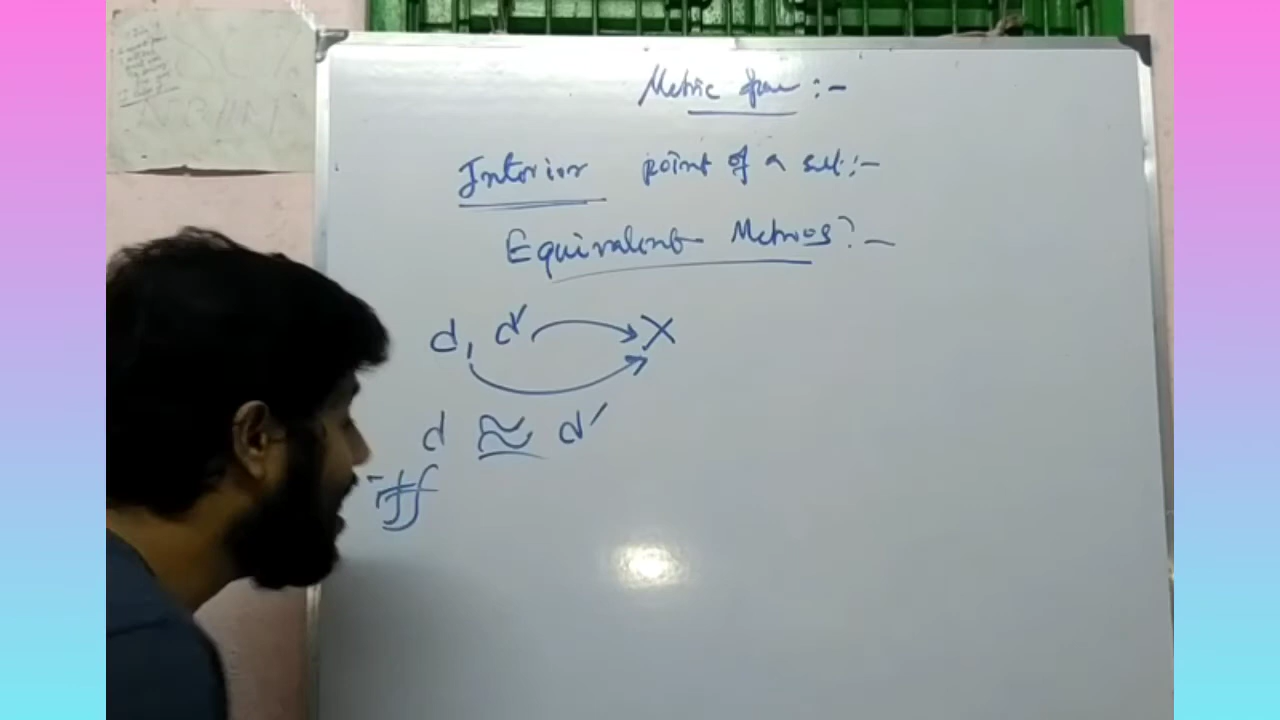 Metric space :-
Interior point of a set :-
Equivalent Metrics? -
d, d' X
d ≈ d'
iff